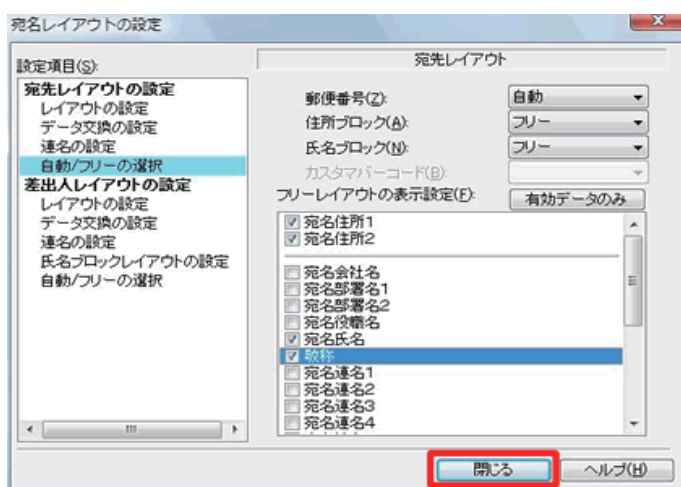 宛名レイアウトの設定
設定項目(S):
宛先レイアウトの設定
レイアウトの設定
データ交換の設定
連名の設定
自動/フリーの選択
差出人レイアウトの設定
レイアウトの設定
データ交換の設定
連名の設定
氏名ブロックレイアウトの設定
自動/フリーの選択
宛先レイアウト
郵便番号(Z): 自動
住所ブロック(A): フリー
氏名ブロック(N): フリー
カスタマバーコード(B):
フリーレイアウトの表示設定(F): 有効データのみ
宛名住所1
宛名住所2
宛名会社名
宛名部署名1
宛名部署名2
宛名役職名
宛名氏名
敬称
宛名連名1
宛名連名2
宛名連名3
宛名連名4
閉じる ヘルプ(H)